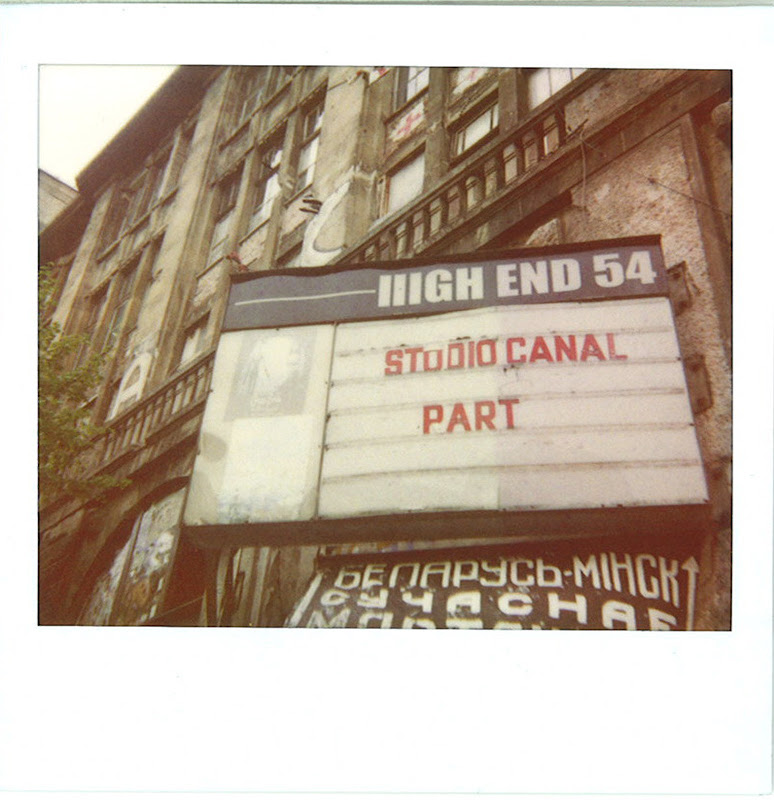 HIGH END 54
STUDIO CANAL
PART
БЕЛАРУСЬ-МІНСК
СУЧАСНАЕ
A